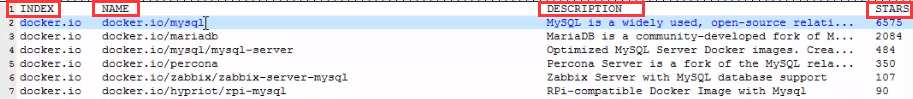 1 INDEX NAME DESCRIPTION STARS
2 docker.io docker.io/mysql MySQL is a widely used, open-source relati... 6575
3 docker.io docker.io/mariadb MariaDB is a community-developed fork of M... 2084
4 docker.io docker.io/mysql/mysql-server Optimized MySQL Server Docker images. Crea... 484
5 docker.io docker.io/percona Percona Server is a fork of the MySQL rela... 350
6 docker.io docker.io/zabbix/zabbix-server-mysql Zabbix Server with MySQL database support 107
7 docker.io docker.io/hypriot/rpi-mysql RPi-compatible Docker Image with Mysql 90